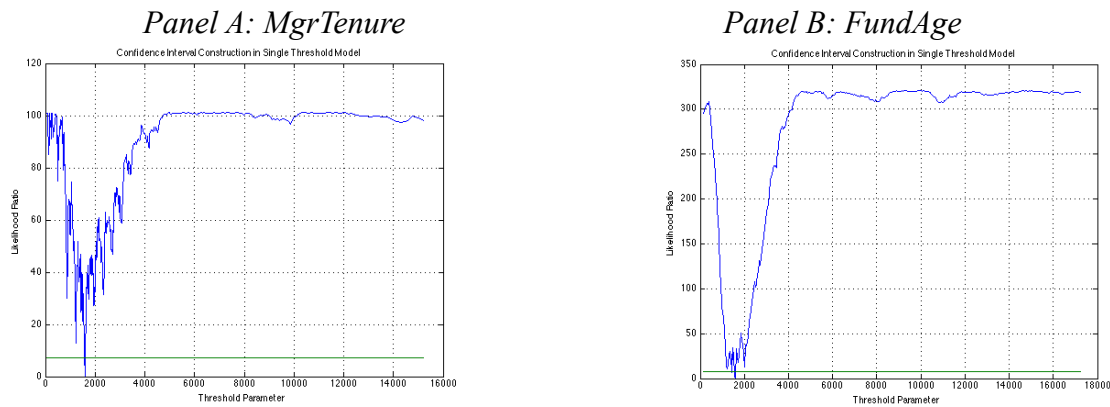 Panel A: MgrTenure
Confidence Interval Construction in Single Threshold Model
120
100
80
60
40
20
0
Likelihood Ratio
0 2000 4000 6000 8000 10000 12000 14000 16000
Threshold Parameter
Panel B: FundAge
Confidence Interval Construction in Single Threshold Model
350
300
250
200
150
100
50
0
Likelihood Ratio
0 2000 4000 6000 8000 10000 12000 14000 16000 18000
Threshold Parameter